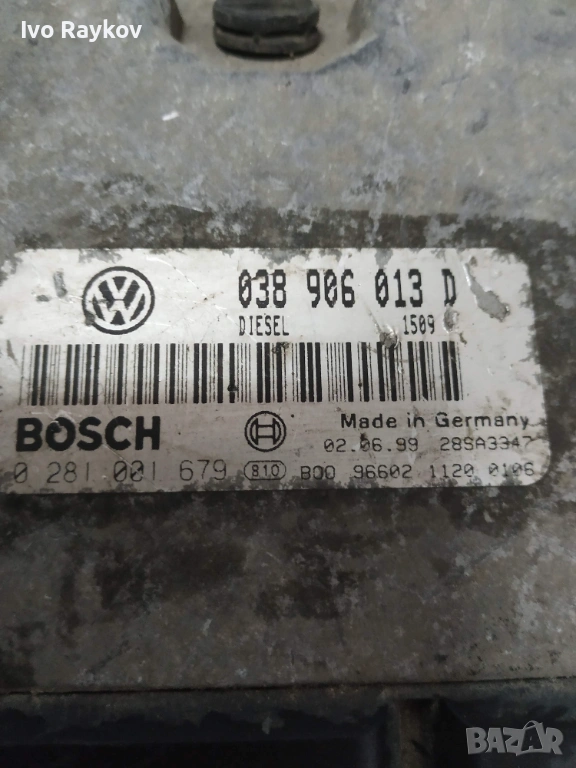 Ivo Raykov
038 906 013 D
DIESEL 1509
BOSCH Made in Germany
02.06.99 28SA3347
0 281 001 679 810 B00 96602 1120 0106
BAZAR